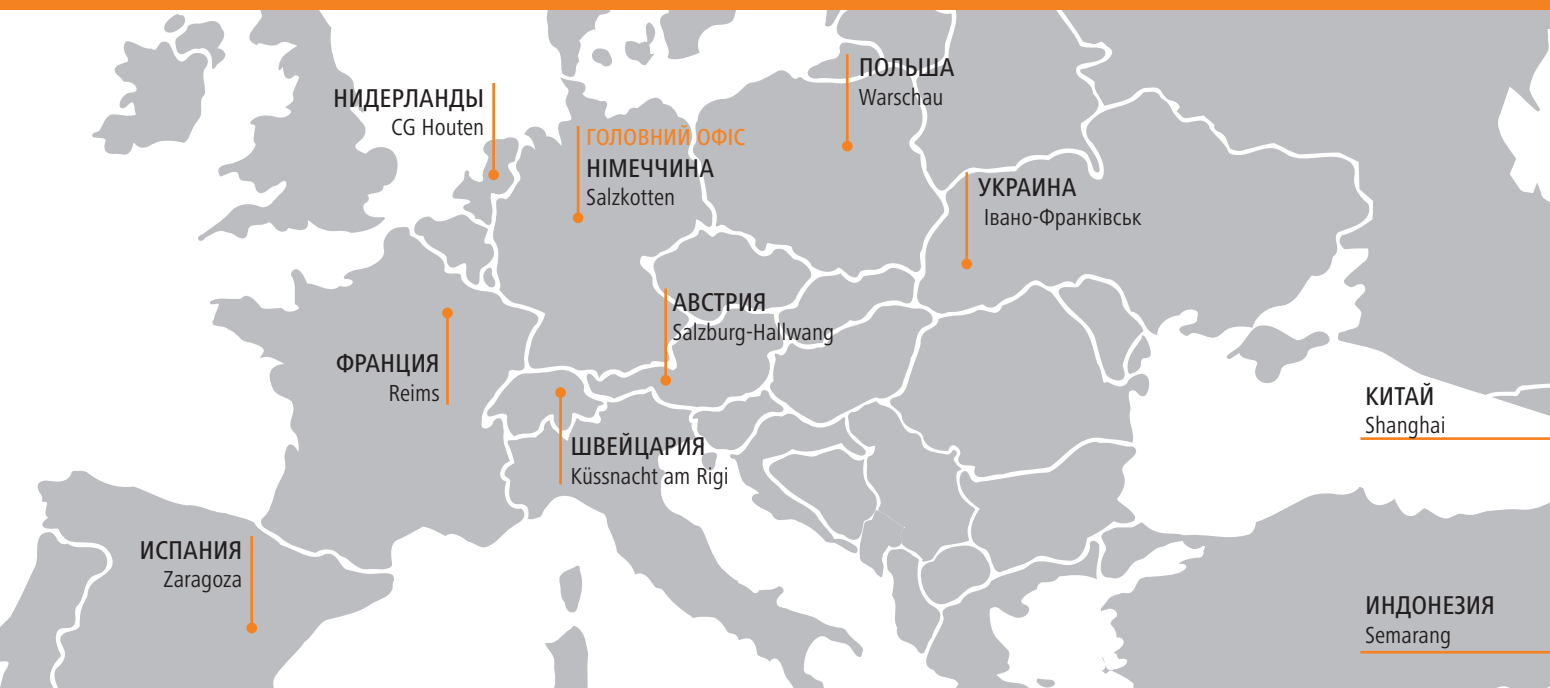 ПОЛЬША
Warschau
НИДЕРЛАНДЫ
CG Houten
ГОЛОВНИЙ ОФІС
НІМЕЧЧИНА
Salzkotten
УКРАИНА
Івано-Франківськ
АВСТРИЯ
Salzburg-Hallwang
ФРАНЦИЯ
Reims
ШВЕЙЦАРИЯ
Küssnacht am Rigi
КИТАЙ
Shanghai
ИСПАНИЯ
Zaragoza
ИНДОНЕЗИЯ
Semarang